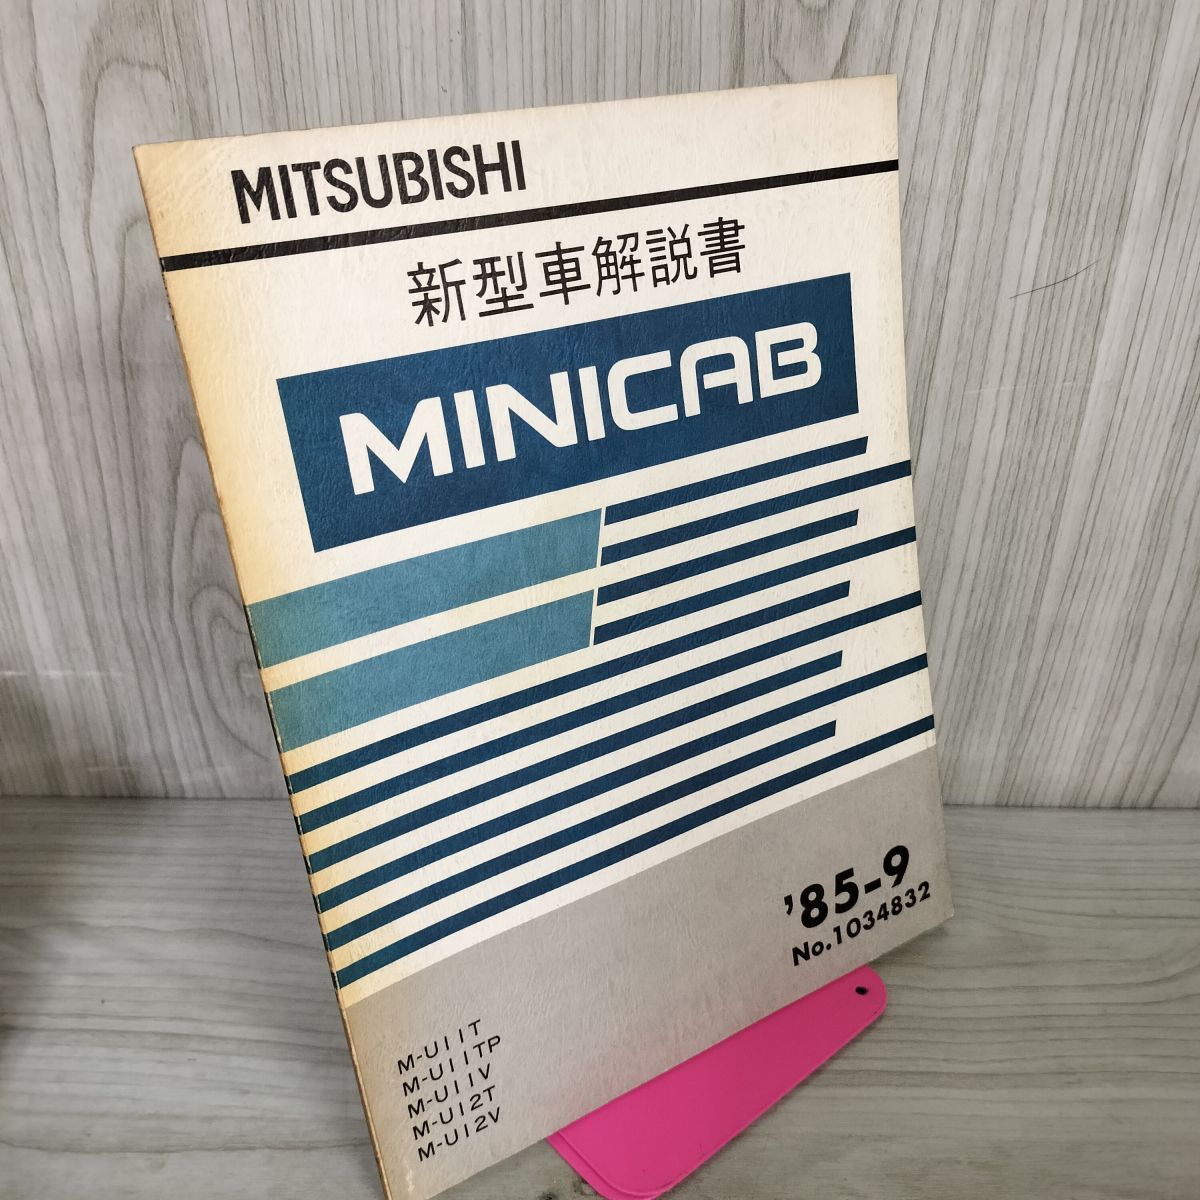 MITSUBISHI
新型車解説書
MINICAB
'85-9
No.1034832
M-U11T
M-U11TP
M-U11V
M-U12T
M-U12V